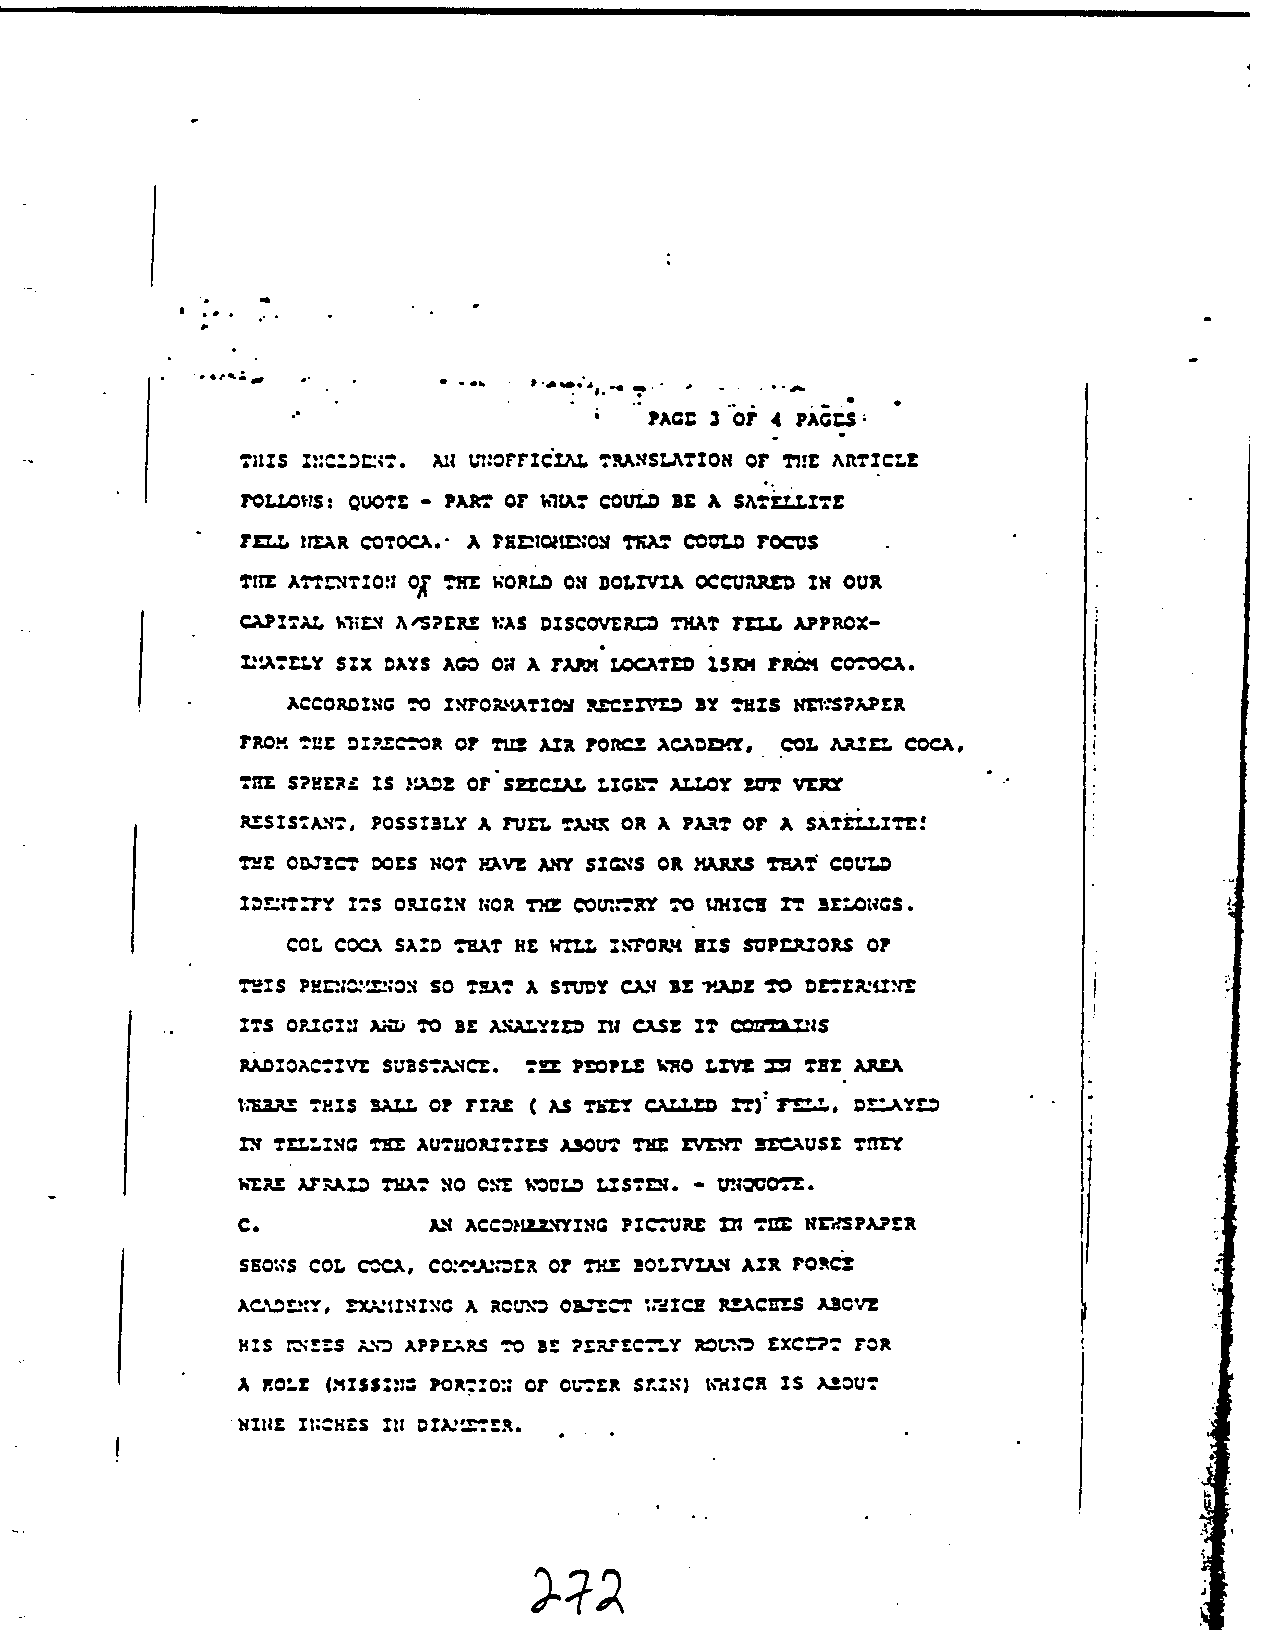 PAGE 3 OF 4 PAGES
THIS INCIDENT. AN UNOFFICIAL TRANSLATION OF THE ARTICLE
FOLLOWS: QUOTE - PART OF WHAT COULD BE A SATELLITE
FELL NEAR COTOCA. A PHENOMENON THAT COULD FOCUS
THE ATTENTION OF THE WORLD ON BOLIVIA OCCURRED IN OUR
CAPITAL WHEN A SPERE WAS DISCOVERED THAT FELL APPROX-
IMATELY SIX DAYS AGO ON A FARM LOCATED 15KM FROM COTOCA.
ACCORDING TO INFORMATION RECEIVED BY THIS NEWSPAPER
FROM THE DIRECTOR OF THE AIR FORCE ACADEMY, COL ARIEL COCA,
THE SPHERE IS MADE OF SPECIAL LIGHT ALLOY BUT VERY
RESISTANT, POSSIBLY A FUEL TANK OR A PART OF A SATELLITE!
THE OBJECT DOES NOT HAVE ANY SIGNS OR MARKS THAT COULD
IDENTIFY ITS ORIGIN NOR THE COUNTRY TO WHICH IT BELONGS.
COL COCA SAID THAT HE WILL INFORM HIS SUPERIORS OF
THIS PHENOMENON SO THAT A STUDY CAN BE MADE TO DETERMINE
ITS ORIGIN AND TO BE ANALYZED IN CASE IT CONTAINS
RADIOACTIVE SUBSTANCE. THE PEOPLE WHO LIVE IN THE AREA
WHERE THIS BALL OF FIRE ( AS THEY CALLED IT) FELL, DELAYED
IN TELLING THE AUTHORITIES ABOUT THE EVENT BECAUSE THEY
WERE AFRAID THAT NO ONE WOULD LISTEN. - UNQUOTE.
C. AN ACCOMPANYING PICTURE IN THE NEWSPAPER
SHOWS COL COCA, COMMANDER OF THE BOLIVIAN AIR FORCE
ACADEMY, EXAMINING A ROUND OBJECT WHICH REACHES ABOVE
HIS KNEES AND APPEARS TO BE PERFECTLY ROUND EXCEPT FOR
A HOLE (MISSING PORTION OF OUTER SKIN) WHICH IS ABOUT
NINE INCHES IN DIAMETER.
272